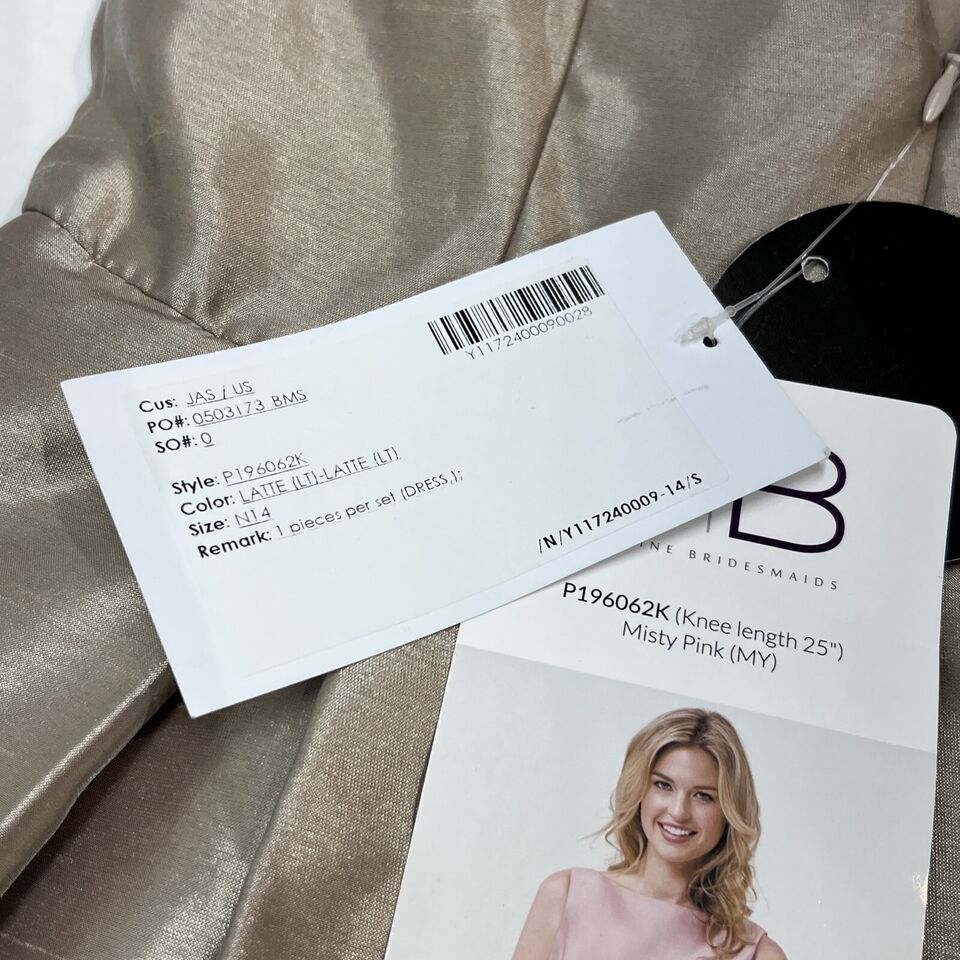 Y1172400090028
Cus: JAS / US
PO#: 0503173 BMS
SO#: 0
Style: P196062K
Color: LATTE (LT)-LATTE (LT)
Size: N14
Remark: 1 pieces per set (DRESS,);
/N/Y117240009-14/S
B
BRIDESMAIDS
P196062K (Knee length 25")
Misty Pink (MY)